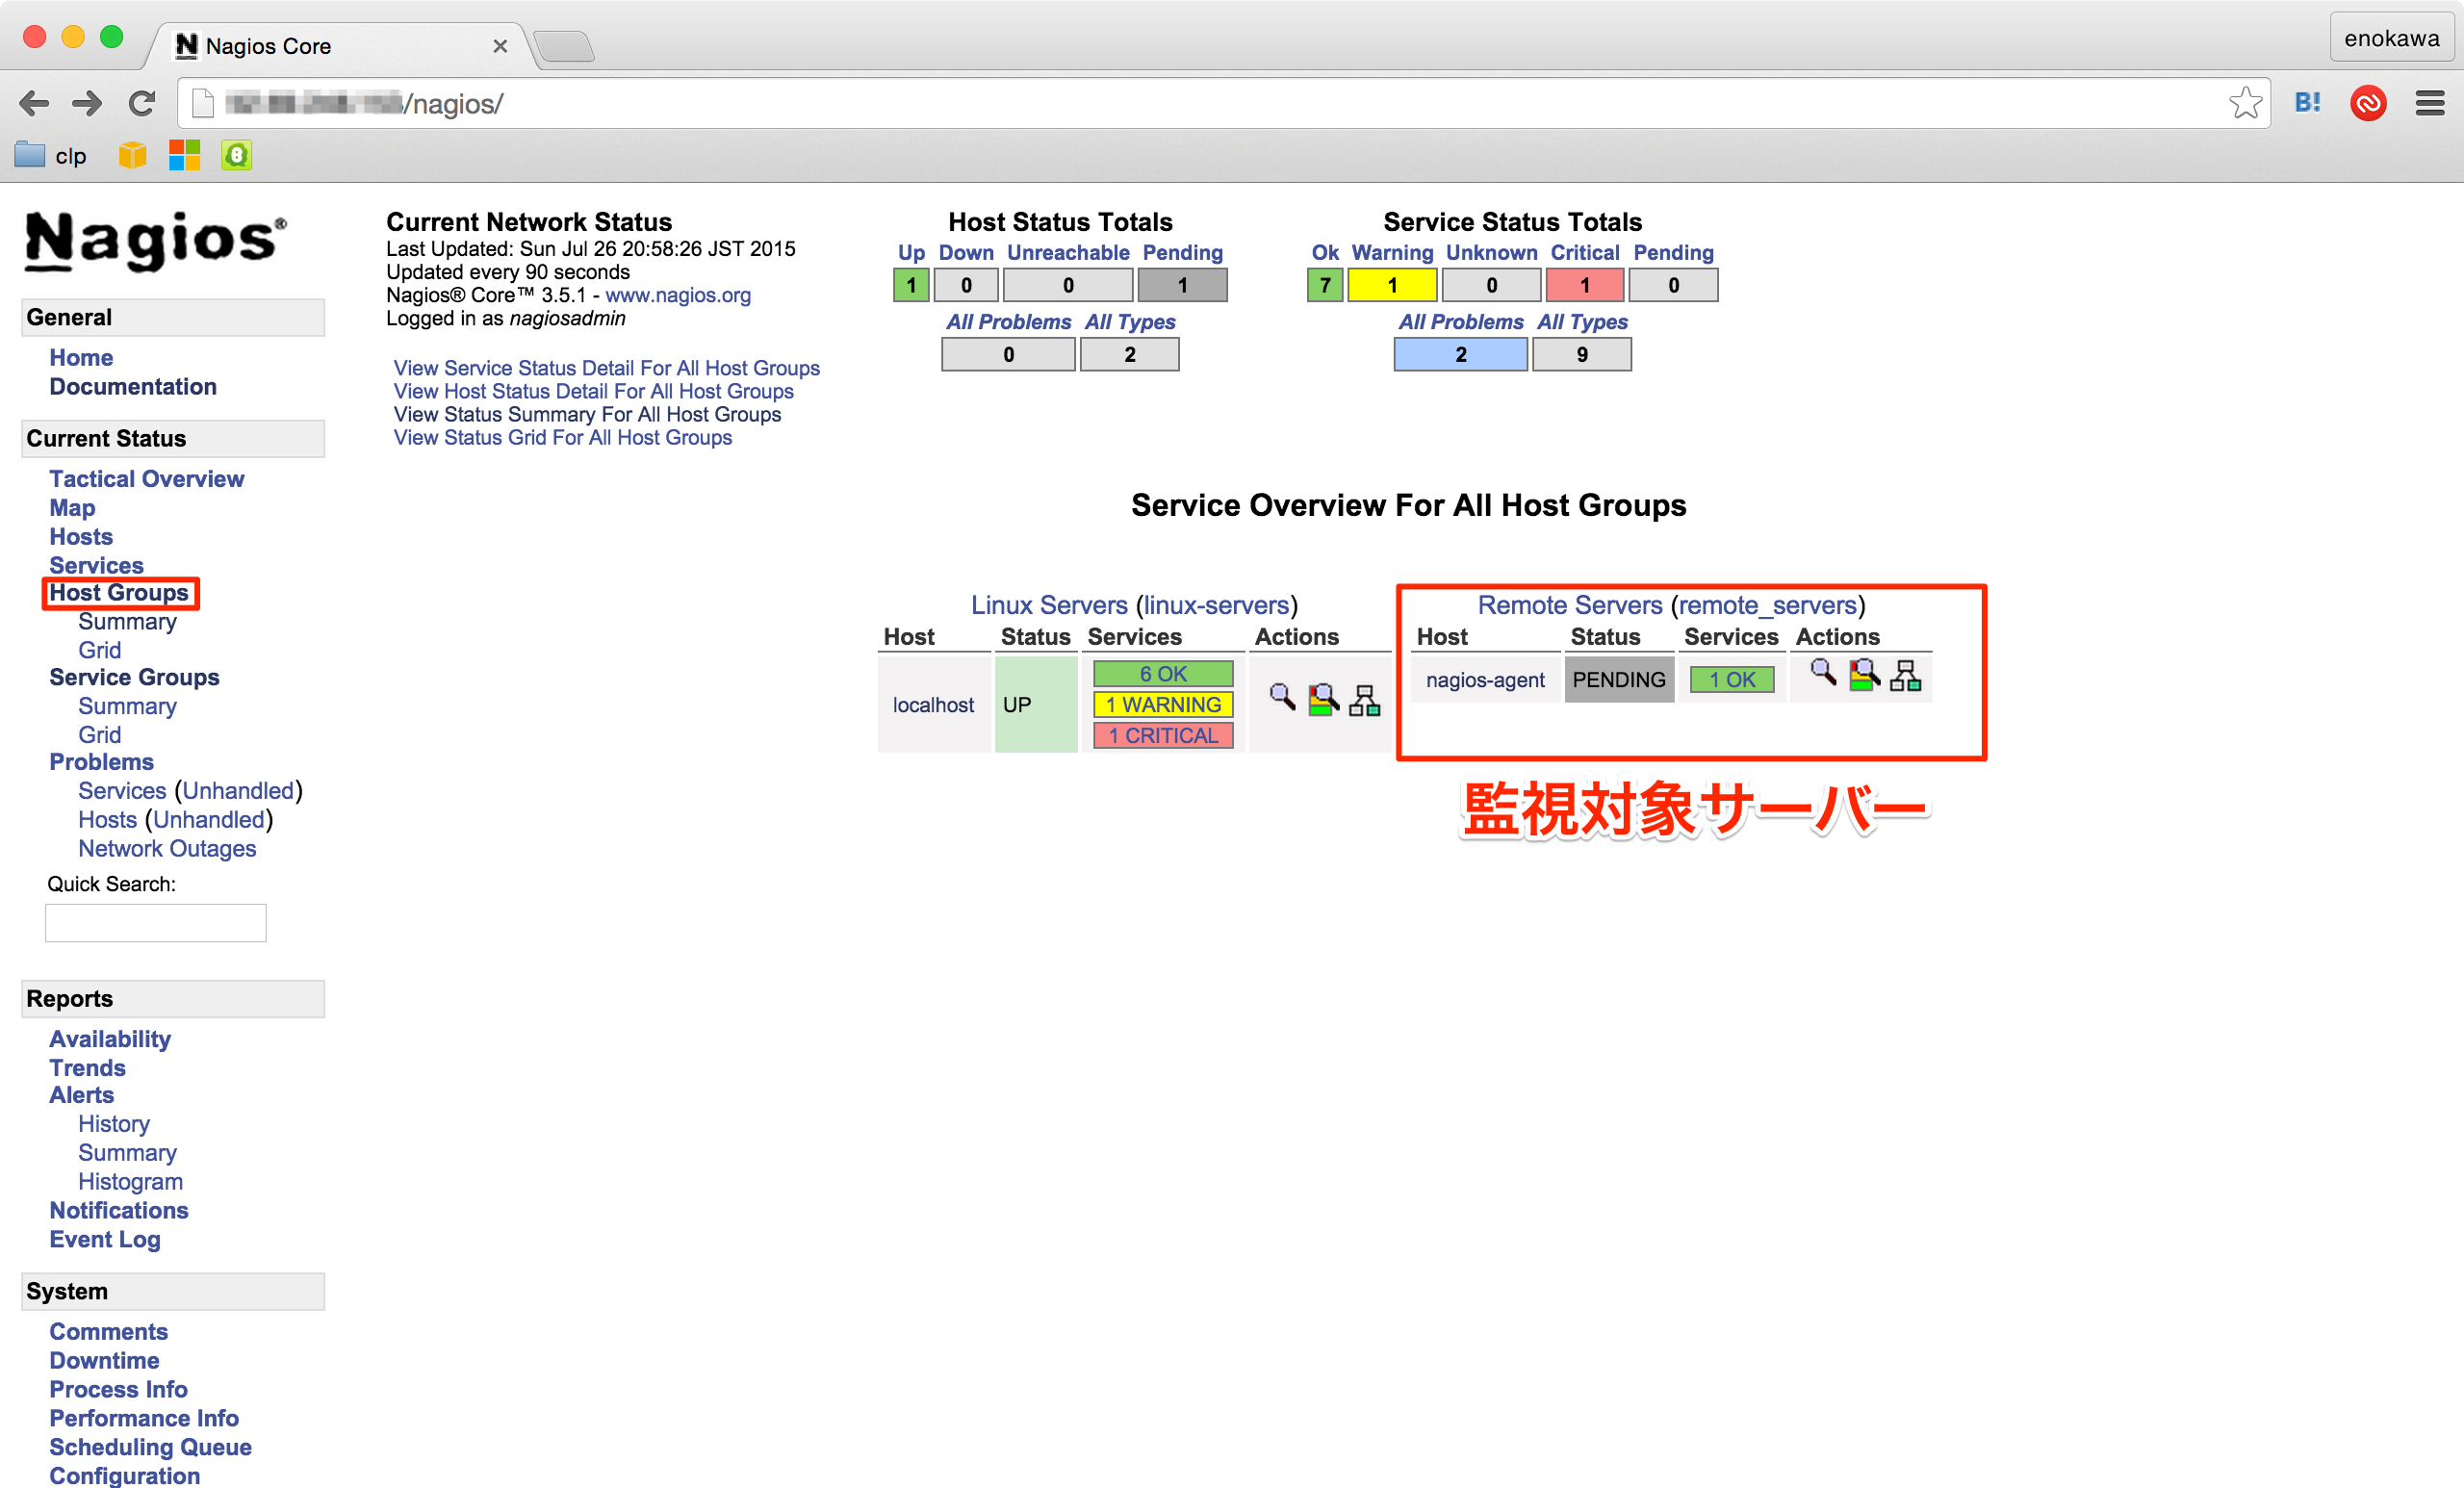 Nagios Core
enokawa
/nagios/
B!
clp
Nagios®
General
Home
Documentation
Current Status
Tactical Overview
Map
Hosts
Services
Host Groups
Summary
Grid
Service Groups
Summary
Grid
Problems
Services (Unhandled)
Hosts (Unhandled)
Network Outages
Quick Search:
Reports
Availability
Trends
Alerts
History
Summary
Histogram
Notifications
Event Log
System
Comments
Downtime
Process Info
Performance Info
Scheduling Queue
Configuration
Current Network Status
Last Updated: Sun Jul 26 20:58:26 JST 2015
Updated every 90 seconds
Nagios® Core™ 3.5.1 - www.nagios.org
Logged in as nagiosadmin
View Service Status Detail For All Host Groups
View Host Status Detail For All Host Groups
View Status Summary For All Host Groups
View Status Grid For All Host Groups
Host Status Totals
Up Down Unreachable Pending
1 0 0 1
All Problems All Types
0 2
Service Status Totals
Ok Warning Unknown Critical Pending
7 1 0 1 0
All Problems All Types
2 9
Service Overview For All Host Groups
Linux Servers (linux-servers)
Host Status Services Actions
localhost UP 6 OK
1 WARNING
1 CRITICAL
Remote Servers (remote_servers)
Host Status Services Actions
nagios-agent PENDING 1 OK
監視対象サーバー